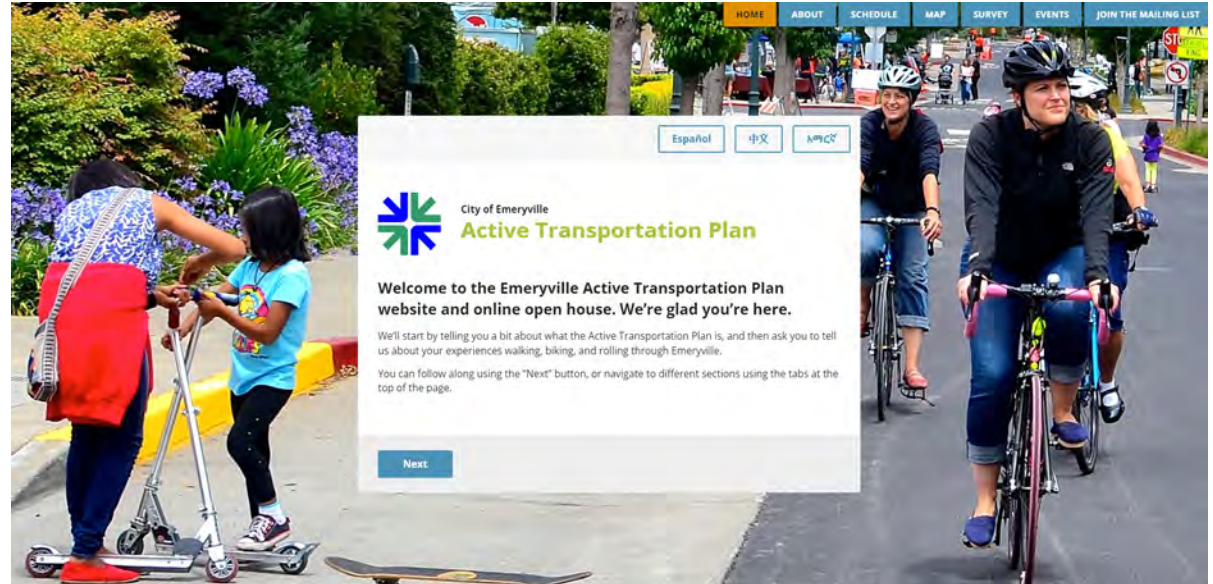 HOME ABOUT SCHEDULE MAP SURVEY EVENTS JOIN THE MAILING LIST
Español 中文 አማርኛ
City of Emeryville
Active Transportation Plan
Welcome to the Emeryville Active Transportation Plan
website and online open house. We're glad you're here.
We'll start by telling you a bit about what the Active Transportation Plan is, and then ask you to tell
us about your experiences walking, biking, and rolling through Emeryville.
You can follow along using the "Next" button, or navigate to different sections using the tabs at the
top of the page.
Next